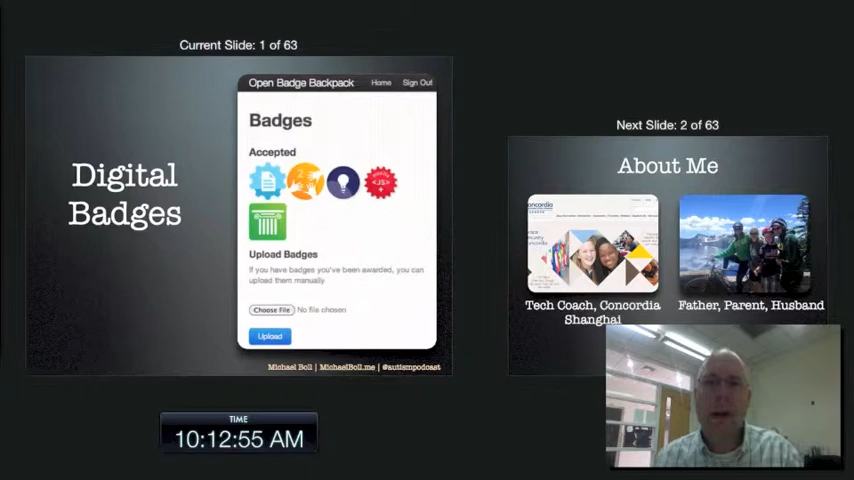 Current Slide: 1 of 63
Digital
Badges
Open Badge Backpack Home Sign Out
Badges
Accepted
Upload Badges
If you have badges you've been awarded, you can
upload them manually
Choose File No file chosen
Upload
Michael Boll | MichaelBoll.me | @autismpodcast
TIME
10:12:55 AM
Next Slide: 2 of 63
About Me
Tech Coach, Concordia
Shanghai
Father, Parent, Husband